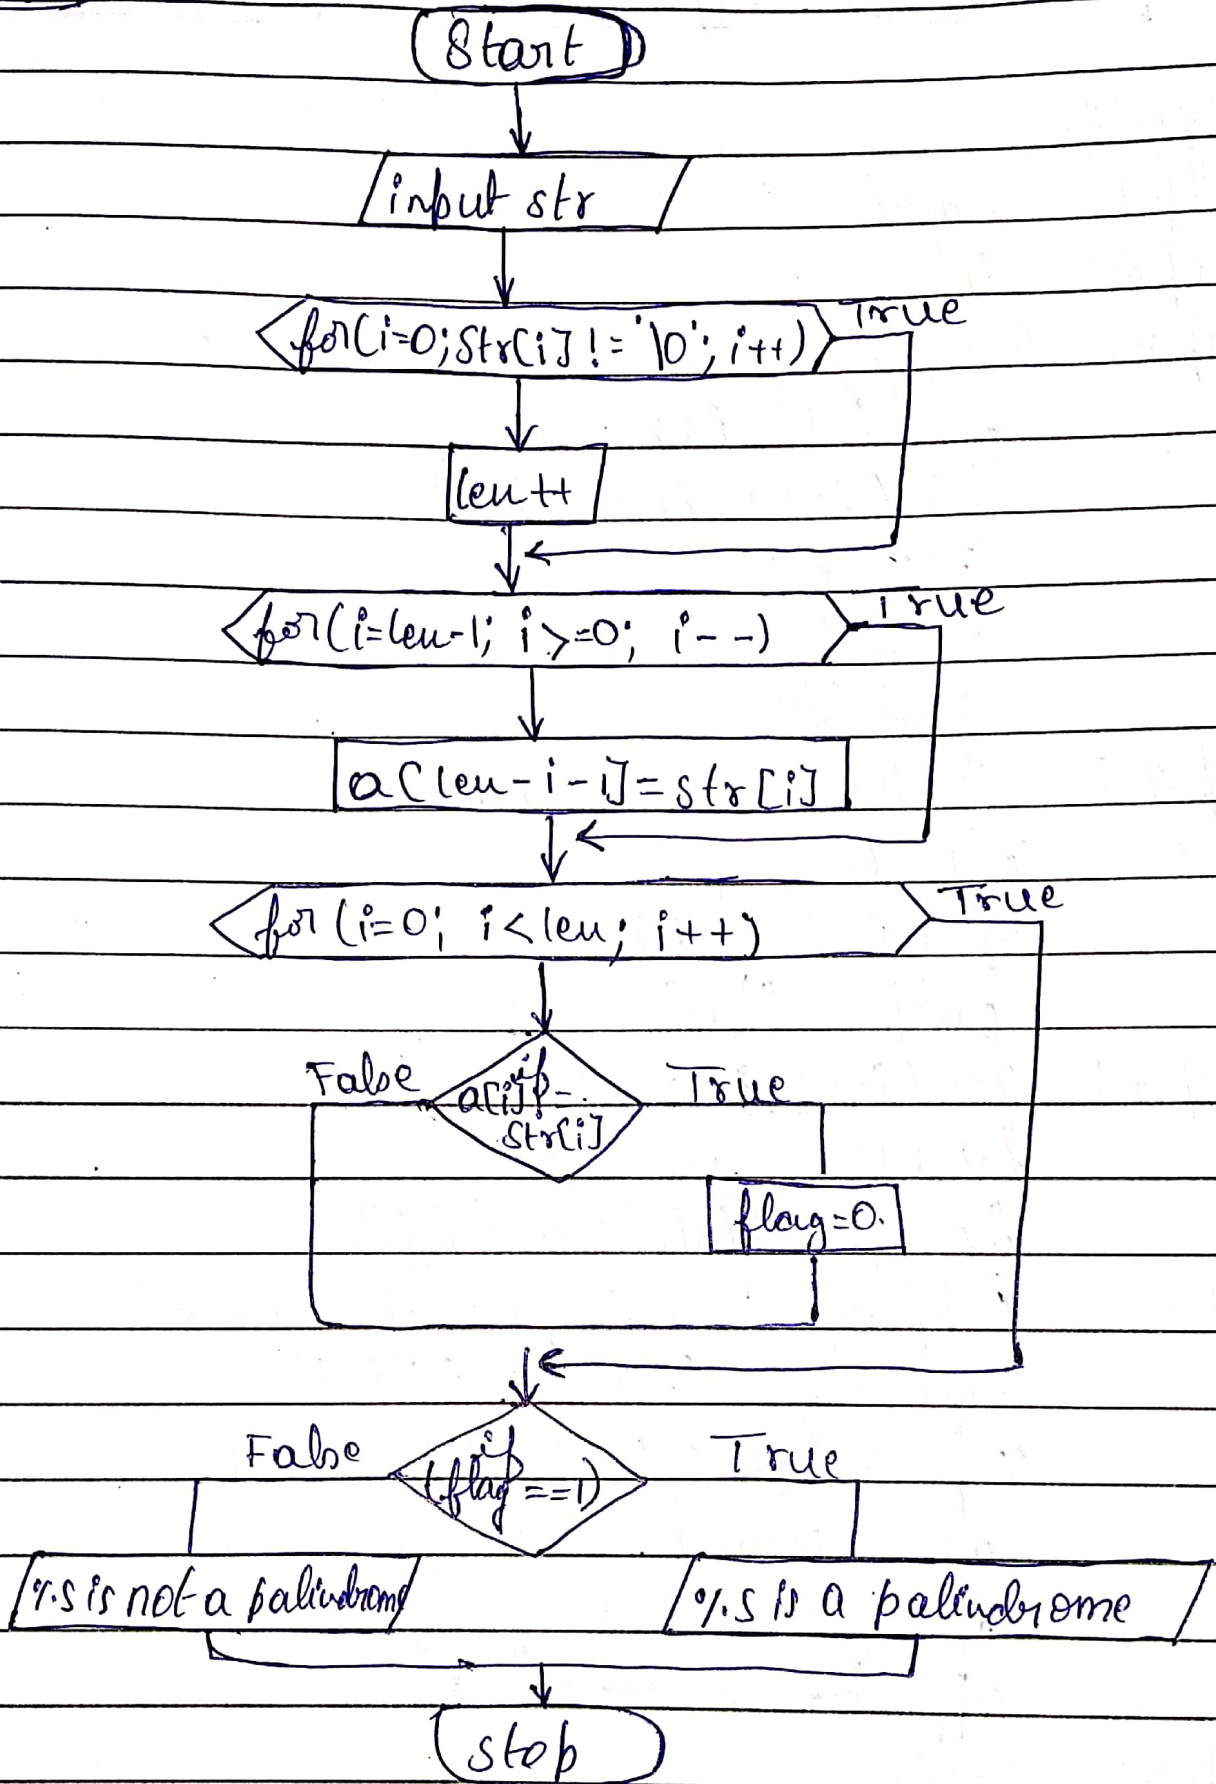 Start
input str
for(i=0;Str[i]!='\0'; i++) True
len++
for(i=len-1; i>=0; i--) True
a[len-i-1]=str[i]
for(i=0; i<len; i++) True
False if True
a[i]!=
Str[i]
flag=0.
False if True
(flag==1)
%s is not a palindrome %s is a palindrome
stop